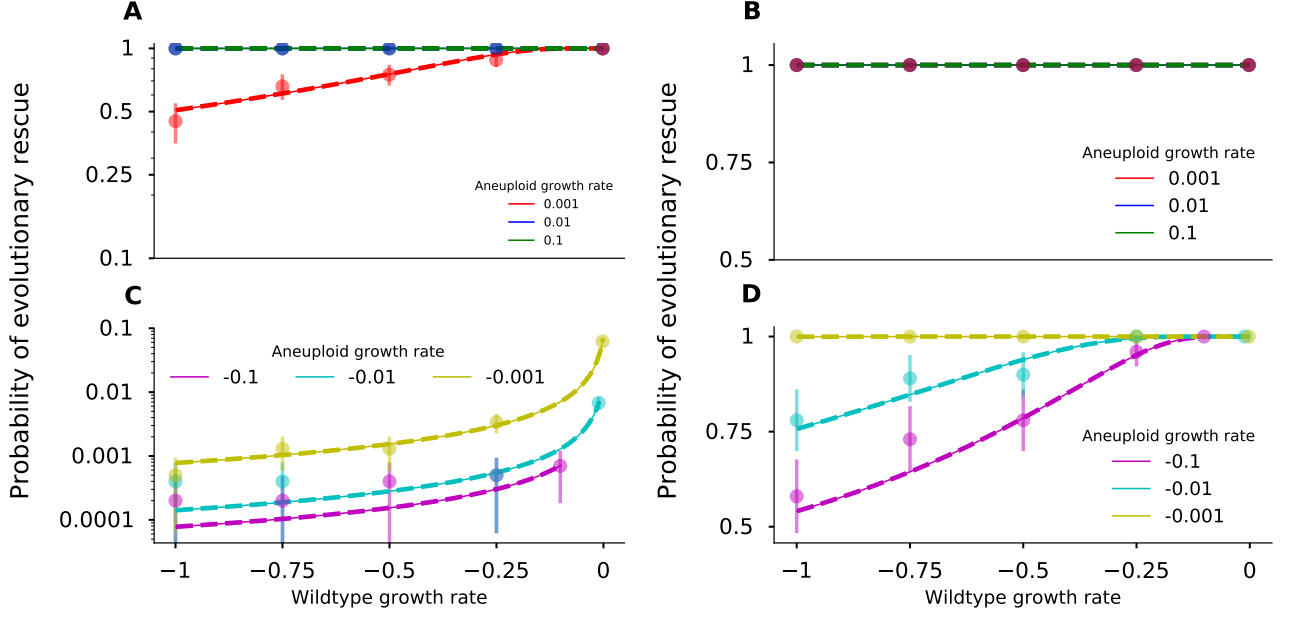 A
Probability of evolutionary rescue
1
0.5
0.25
0.1
Aneuploid growth rate
0.001
0.01
0.1
B
Probability of evolutionary rescue
1
0.75
0.5
Aneuploid growth rate
0.001
0.01
0.1
C
0.1
0.01
0.001
0.0001
Aneuploid growth rate
-0.1 -0.01 -0.001
−1 −0.75 −0.5 −0.25 0
Wildtype growth rate
D
1
0.75
0.5
Aneuploid growth rate
-0.1
-0.01
-0.001
−1 −0.75 −0.5 −0.25 0
Wildtype growth rate